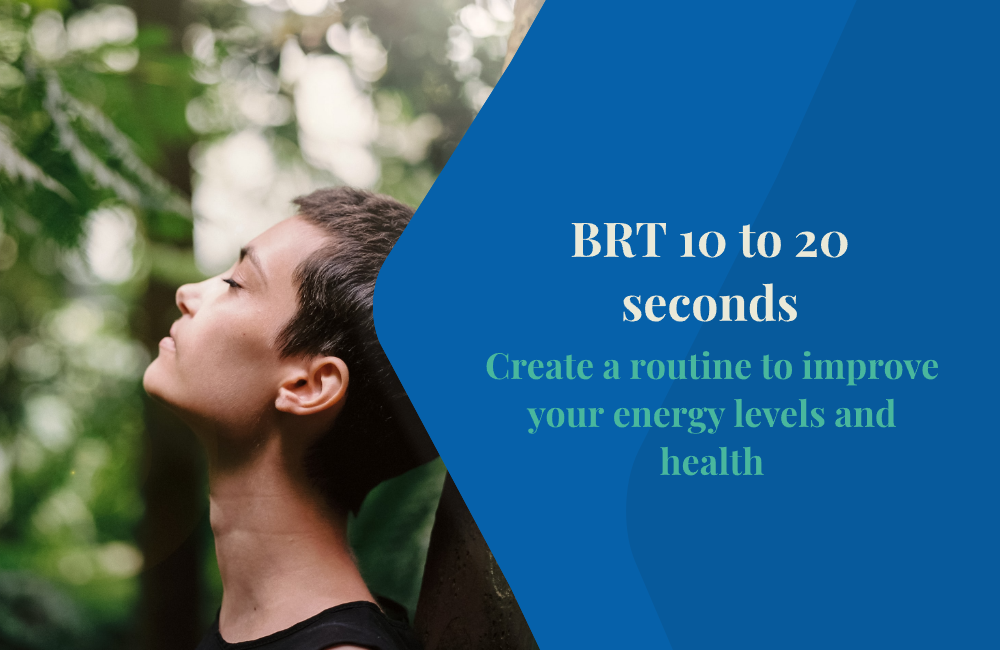 BRT 10 to 20
seconds
Create a routine to improve
your energy levels and
health